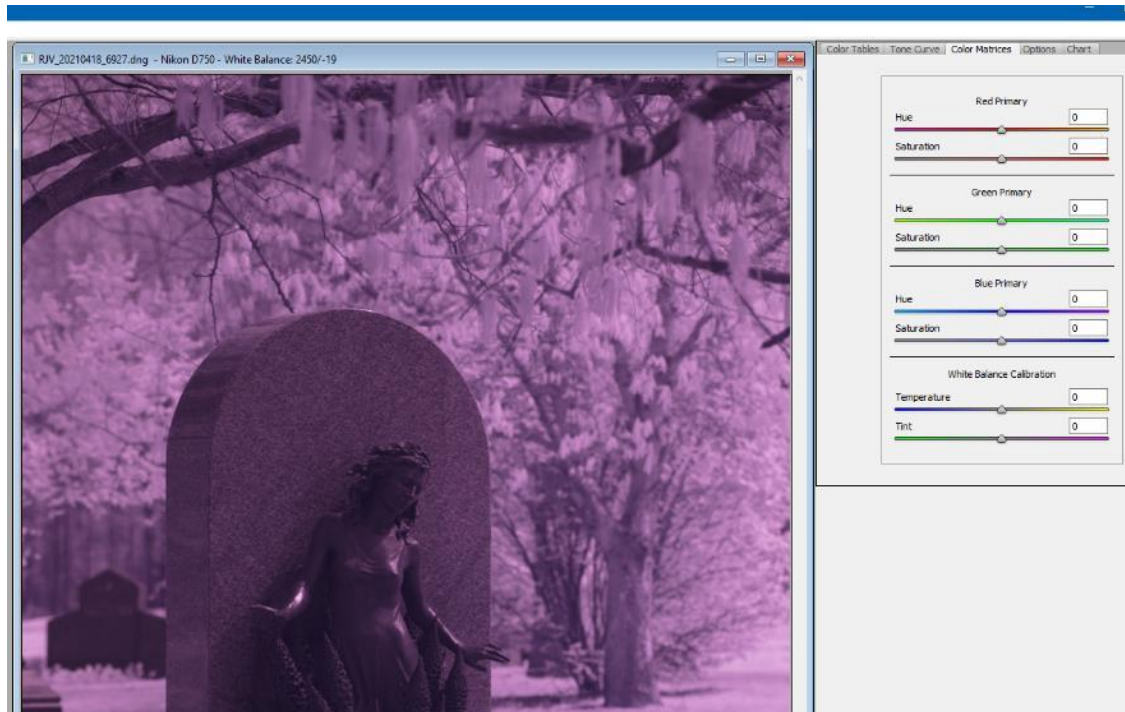 RJV_20210418_6927.dng - Nikon D750 - White Balance: 2450/-19
Color Tables Tone Curve Color Matrices Options Chart
Red Primary
Hue 0
Saturation 0
Green Primary
Hue 0
Saturation 0
Blue Primary
Hue 0
Saturation 0
White Balance Calibration
Temperature 0
Tint 0